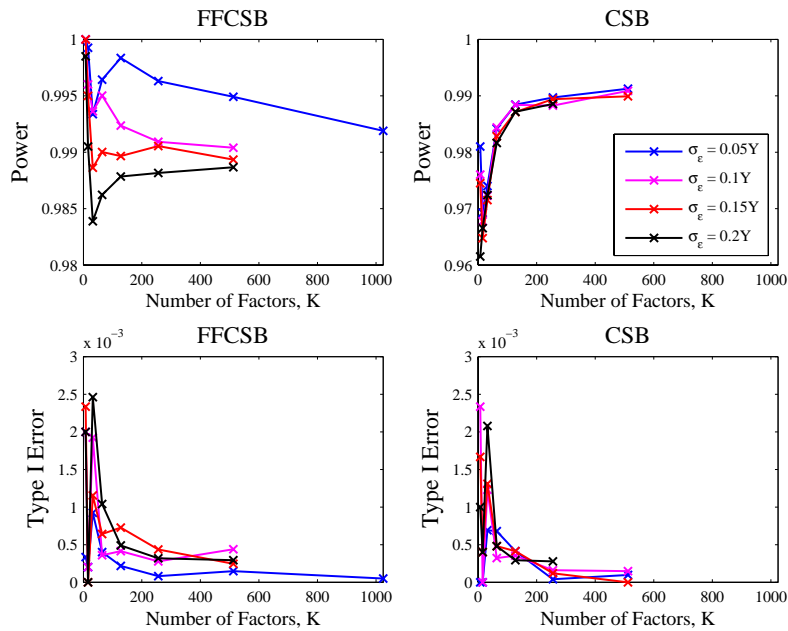 FFCSB
1
0.995
0.99
0.985
0.98
Power
0 200 400 600 800 1000
Number of Factors, K
CSB
1
0.99
0.98
0.97
0.96
Power
σε = 0.05Y
σε = 0.1Y
σε = 0.15Y
σε = 0.2Y
0 200 400 600 800 1000
Number of Factors, K
FFCSB
x 10⁻³
3
2.5
2
1.5
1
0.5
0
Type I Error
0 200 400 600 800 1000
Number of Factors, K
CSB
x 10⁻³
3
2.5
2
1.5
1
0.5
0
Type I Error
0 200 400 600 800 1000
Number of Factors, K